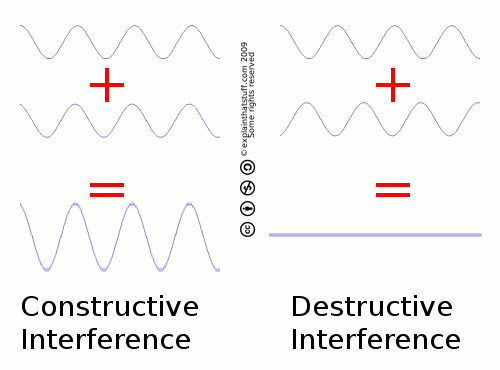 © explainthatstuff.com 2009
Some rights reserved
Constructive
Interference
Destructive
Interference